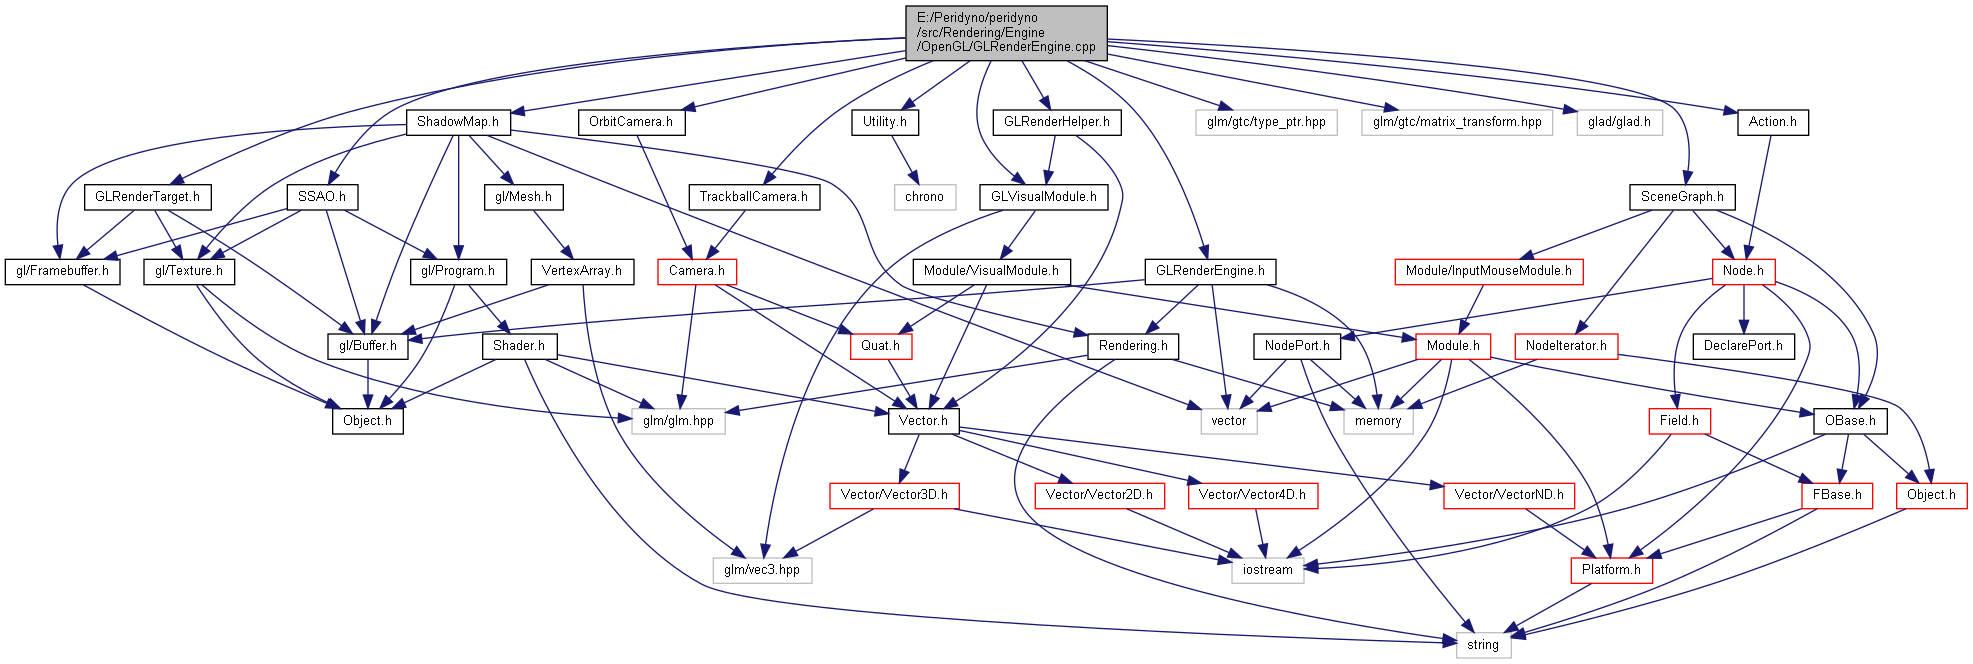 E:/Peridyno/peridyno
/src/Rendering/Engine
/OpenGL/GLRenderEngine.cpp
ShadowMap.h
OrbitCamera.h
Utility.h
GLRenderHelper.h
glm/gtc/type_ptr.hpp
glm/gtc/matrix_transform.hpp
glad/glad.h
Action.h
GLRenderTarget.h
SSAO.h
gl/Mesh.h
TrackballCamera.h
chrono
GLVisualModule.h
SceneGraph.h
gl/Framebuffer.h
gl/Texture.h
gl/Program.h
VertexArray.h
Camera.h
Module/VisualModule.h
GLRenderEngine.h
Module/InputMouseModule.h
Node.h
gl/Buffer.h
Shader.h
Quat.h
Rendering.h
NodePort.h
Module.h
NodeIterator.h
DeclarePort.h
Object.h
glm/glm.hpp
Vector.h
vector
memory
Field.h
OBase.h
Vector/Vector3D.h
Vector/Vector2D.h
Vector/Vector4D.h
Vector/VectorND.h
FBase.h
Object.h
glm/vec3.hpp
iostream
Platform.h
string